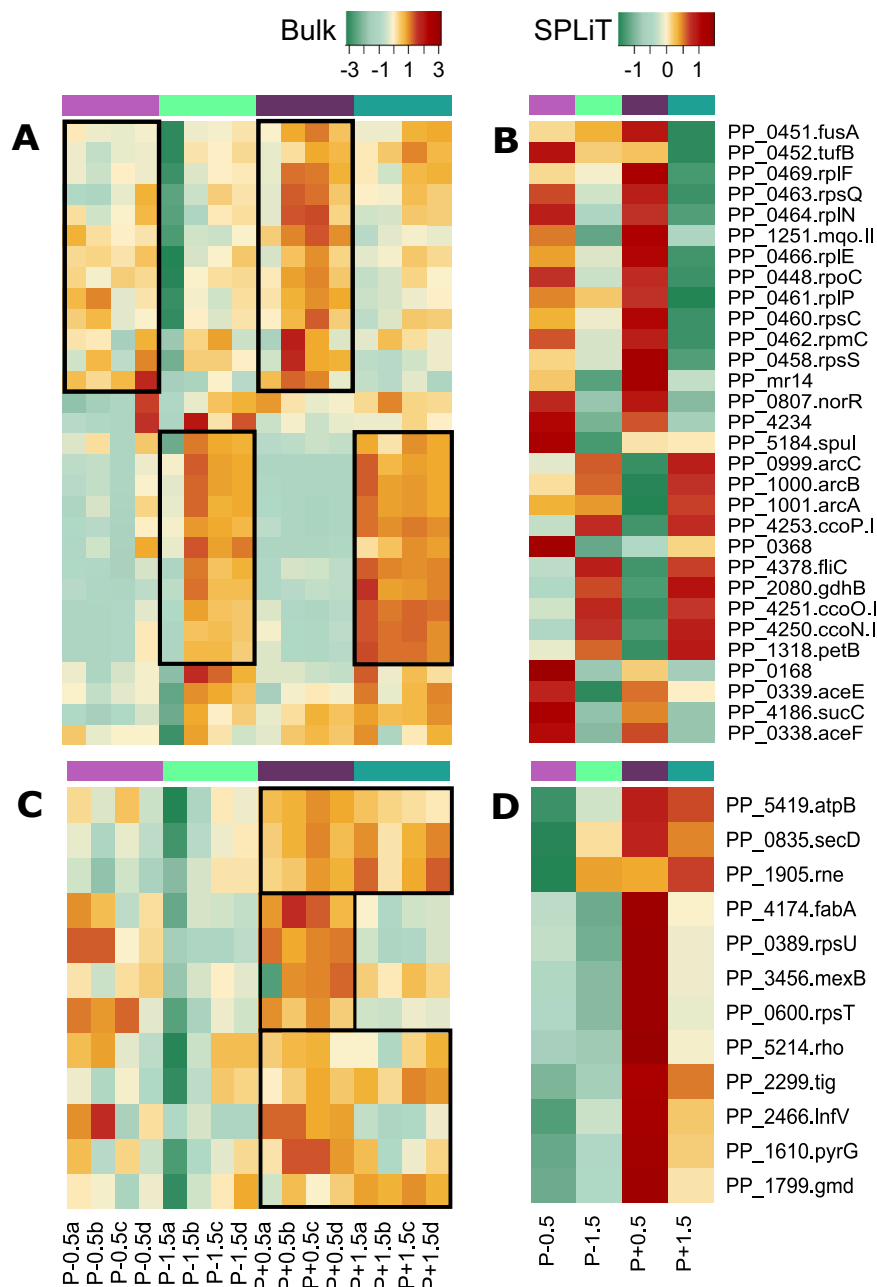 Bulk
-3 -1 1 3
SPLiT
-1 0 1
A
B
PP_0451.fusA
PP_0452.tufB
PP_0469.rplF
PP_0463.rpsQ
PP_0464.rplN
PP_1251.mqo.II
PP_0466.rplE
PP_0448.rpoC
PP_0461.rplP
PP_0460.rpsC
PP_0462.rpmC
PP_0458.rpsS
PP_mr14
PP_0807.norR
PP_4234
PP_5184.spuI
PP_0999.arcC
PP_1000.arcB
PP_1001.arcA
PP_4253.ccoP.I
PP_0368
PP_4378.fliC
PP_2080.gdhB
PP_4251.ccoO.I
PP_4250.ccoN.I
PP_1318.petB
PP_0168
PP_0339.aceE
PP_4186.sucC
PP_0338.aceF
C
D
PP_5419.atpB
PP_0835.secD
PP_1905.rne
PP_4174.fabA
PP_0389.rpsU
PP_3456.mexB
PP_0600.rpsT
PP_5214.rho
PP_2299.tig
PP_2466.InfV
PP_1610.pyrG
PP_1799.gmd
P-0.5a
P-0.5b
P-0.5c
P-0.5d
P-1.5a
P-1.5b
P-1.5c
P-1.5d
P+0.5a
P+0.5b
P+0.5c
P+0.5d
P+1.5a
P+1.5b
P+1.5c
P+1.5d
P-0.5
P-1.5
P+0.5
P+1.5